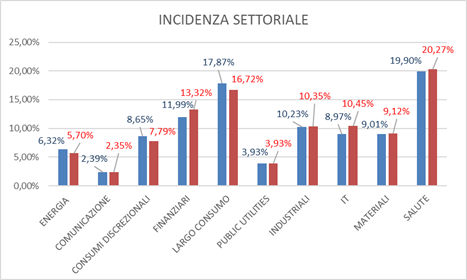 INCIDENZA SETTORIALE
25,00%
20,00%
15,00%
10,00%
5,00%
0,00%
6,32% 5,70%
2,39% 2,35%
8,65% 7,79%
11,99% 13,32%
17,87% 16,72%
3,93% 3,93%
10,23% 10,35%
8,97% 10,45%
9,01% 9,12%
19,90% 20,27%
ENERGIA
COMUNICAZIONE
CONSUMI DISCREZIONALI
FINANZIARI
LARGO CONSUMO
PUBLIC UTILITIES
INDUSTRIALI
IT
MATERIALI
SALUTE